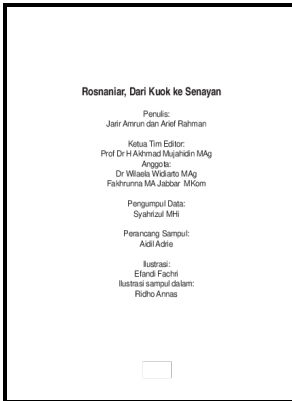 Rosnaniar, Dari Kuok ke Senayan
Penulis:
Jarir Amrun dan Arief Rahman
Ketua Tim Editor:
Prof Dr H Akhmad Mujahidin MAg
Anggota:
Dr Wilaela Widiarto MAg
Fakhrunna MA Jabbar MKom
Pengumpul Data:
Syahrizul MHi
Perancang Sampul:
Aidil Adrie
Ilustrasi:
Efandi Fachri
Ilustrasi sampul dalam:
Ridho Annas